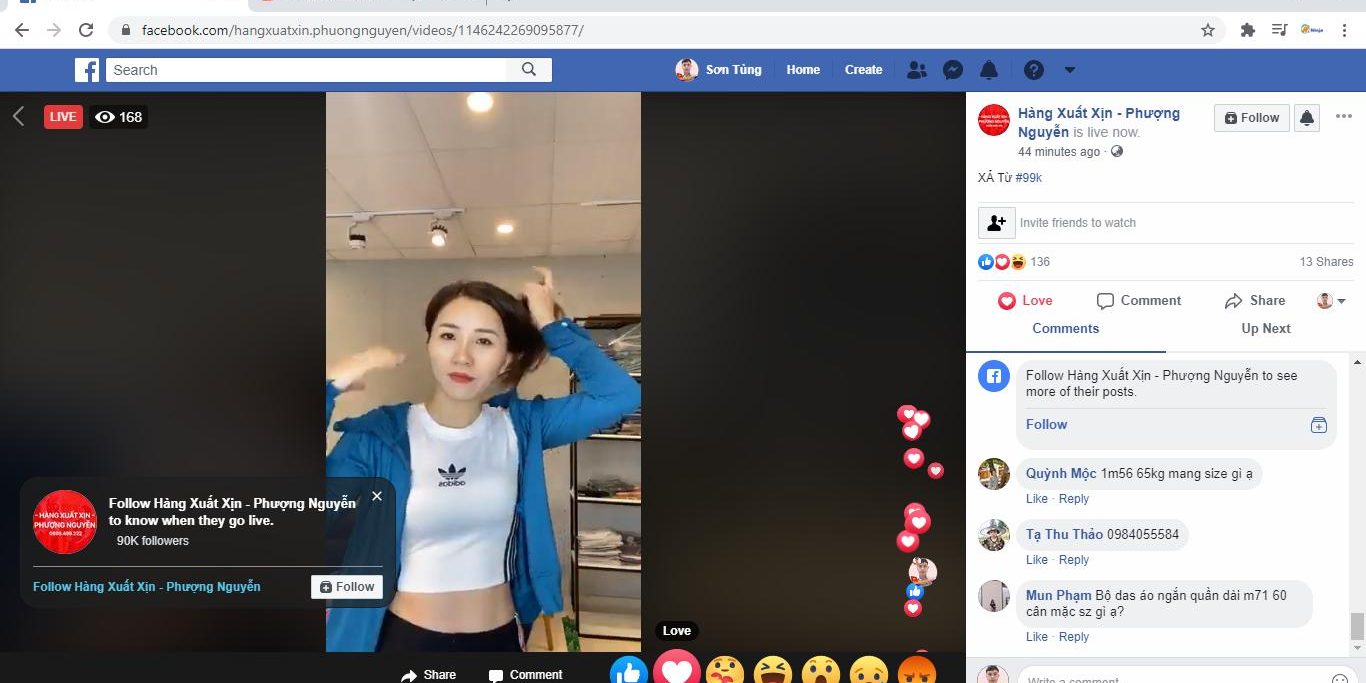 facebook.com/hangxuatxin.phuongnguyen/videos/1146242269095877/
Search
Sơn Tùng
Home
Create
LIVE
168
Hàng Xuất Xịn - Phượng
Nguyễn is live now.
44 minutes ago ·
Follow
XẢ Từ #99k
Invite friends to watch
136
13 Shares
Love
Comment
Share
Comments
Up Next
Follow Hàng Xuất Xịn - Phượng Nguyễn to see
more of their posts.
Follow
Quỳnh Mộc 1m56 65kg mang size gì ạ
Like · Reply
Tạ Thu Thảo 0984055584
Like · Reply
Mun Phạm Bộ das áo ngắn quần dài m71 60
cân mặc sz gì ạ?
Like · Reply
Write a comment
adidas
- HÀNG XUẤT XỊN -
PHƯỢNG NGUYỄN
Follow Hàng Xuất Xịn - Phượng Nguyễn
to know when they go live.
90K followers
Follow Hàng Xuất Xịn - Phượng Nguyễn
Follow
Love
Share
Comment